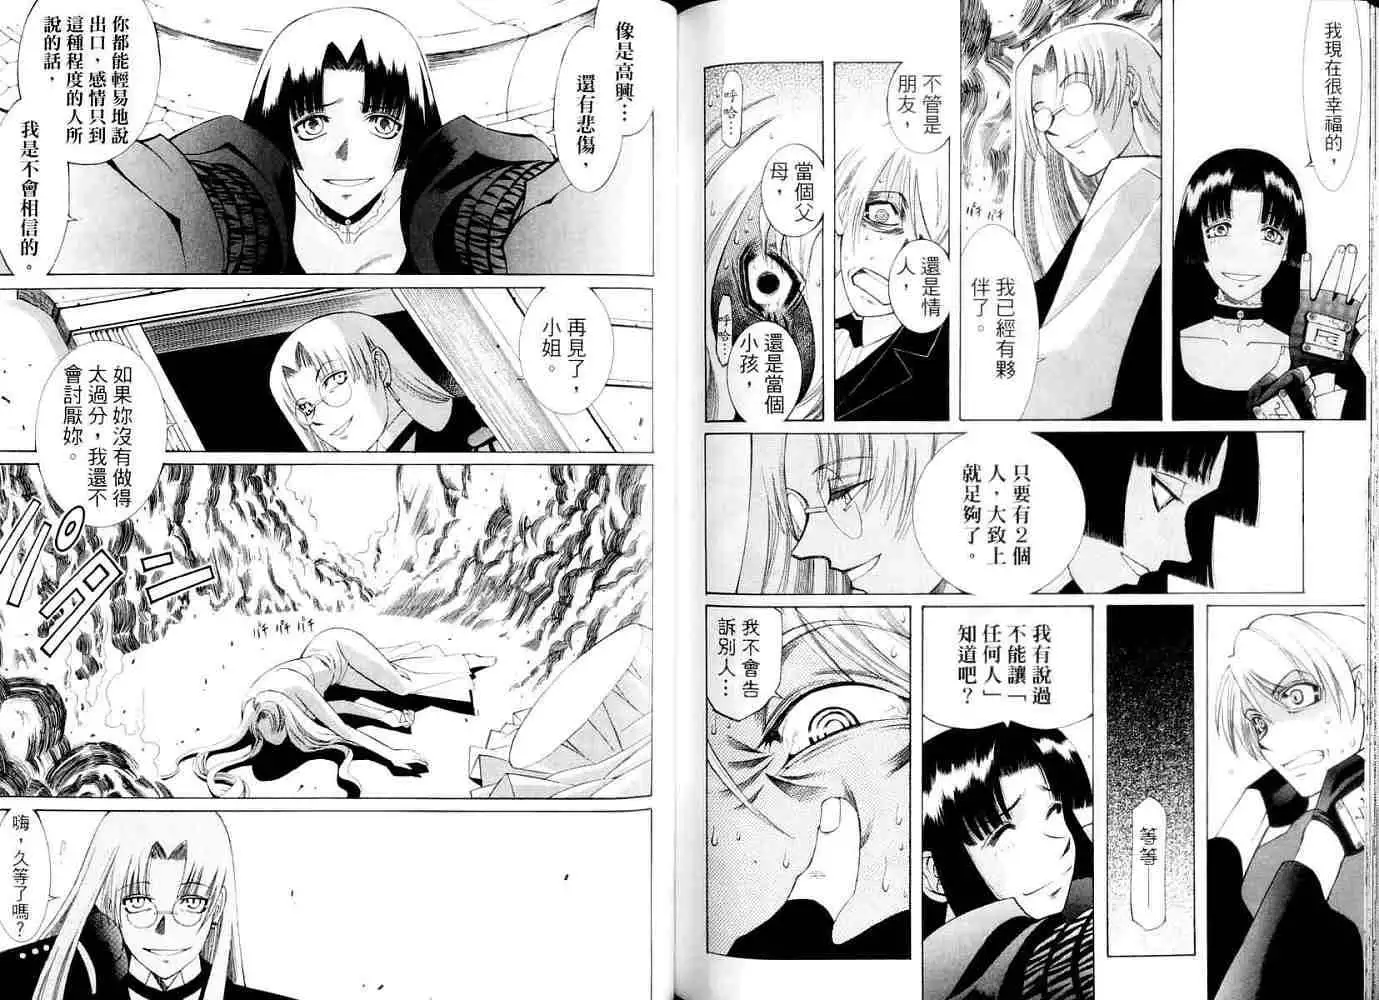 我現在很幸福的，
我已經有夥
伴了。
不管是
朋友，
還是情
人，
當個父
母，
還是當個
小孩，
呼哈…
呼哈…
只要有2個
人，大致上
就足夠了。
等等——
我有說過
不能讓「
任何人」
知道吧？
我不會告
訴別人…
像是高興…
還有悲傷，
你都能輕易地說
出口，感情只到
這種程度的人所
說的話，
我是不會相信的。
再見了，
小姐。
如果妳沒有做得
太過分，我還不
會討厭妳。
嗨，久等了嗎？